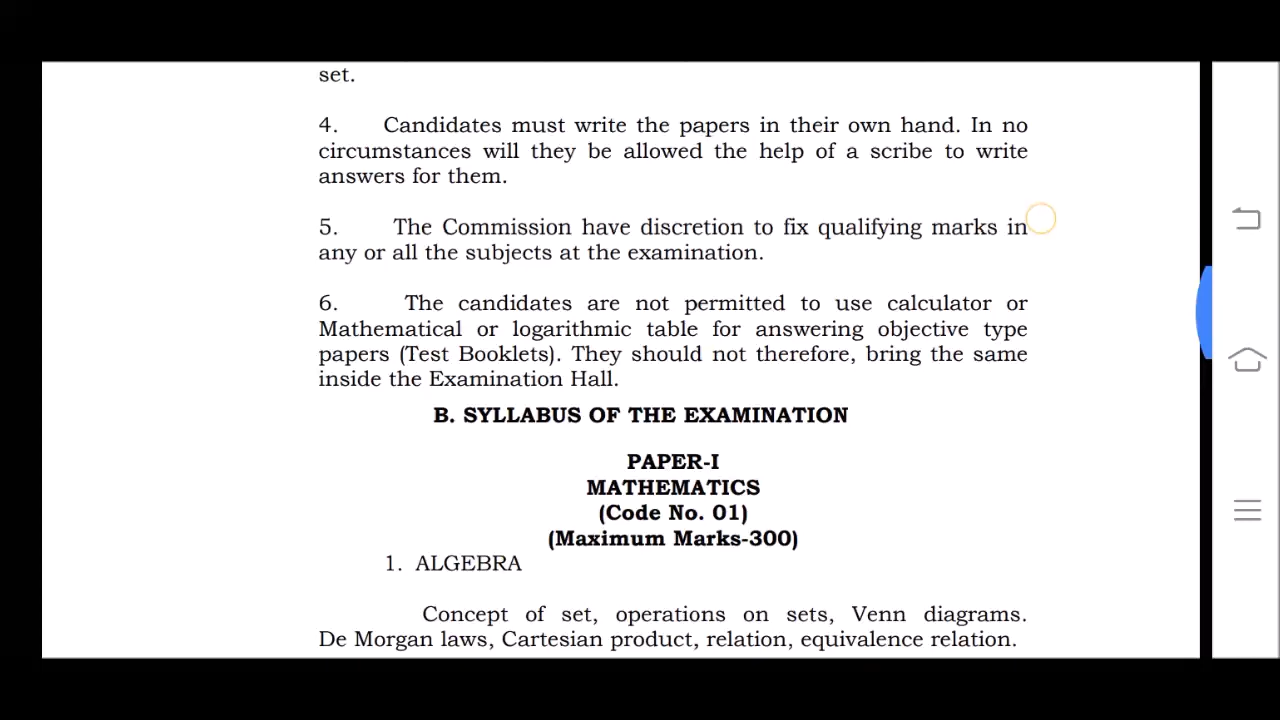 set.
4. Candidates must write the papers in their own hand. In no
circumstances will they be allowed the help of a scribe to write
answers for them.
5. The Commission have discretion to fix qualifying marks in
any or all the subjects at the examination.
6. The candidates are not permitted to use calculator or
Mathematical or logarithmic table for answering objective type
papers (Test Booklets). They should not therefore, bring the same
inside the Examination Hall.
B. SYLLABUS OF THE EXAMINATION
PAPER-I
MATHEMATICS
(Code No. 01)
(Maximum Marks-300)
1. ALGEBRA
Concept of set, operations on sets, Venn diagrams.
De Morgan laws, Cartesian product, relation, equivalence relation.